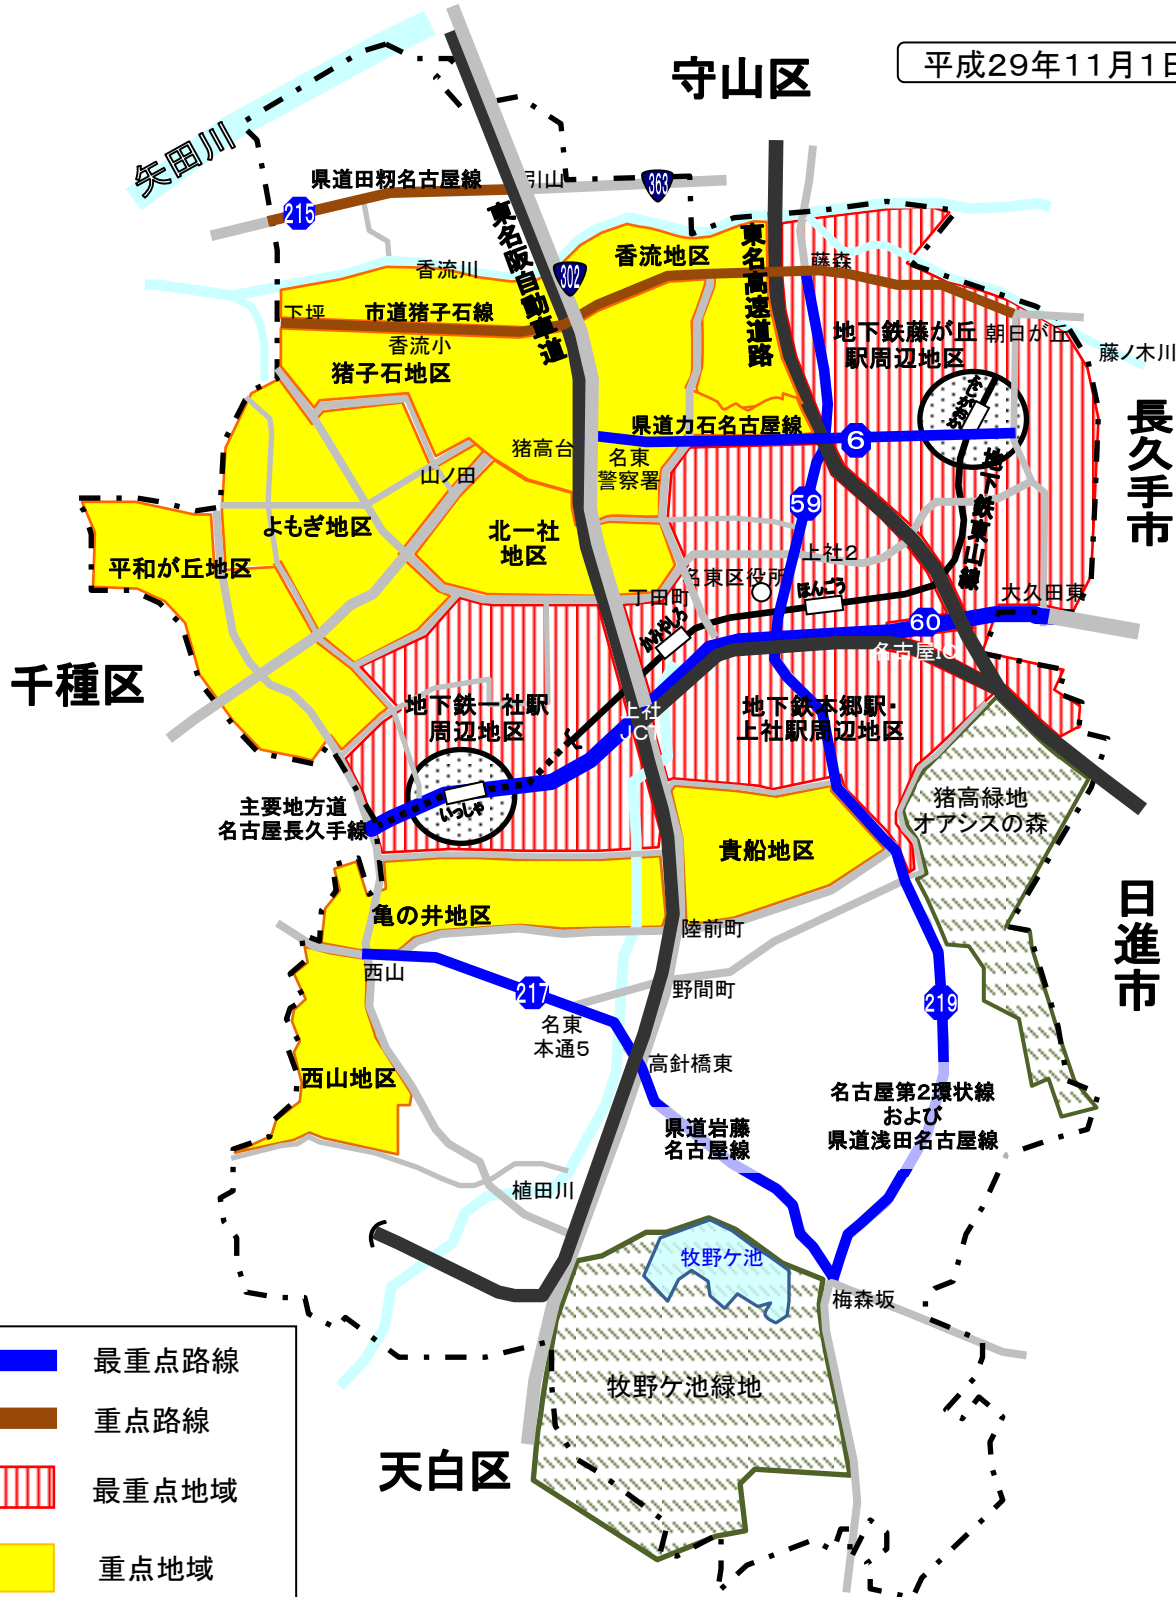 守山区
平成29年11月1日
矢田川
県道田籾名古屋線
引山
363
215
東名阪自動車道
302
香流川
香流地区
東名高速道路
藤森
下坪
市道猪子石線
香流小
猪子石地区
地下鉄藤が丘
駅周辺地区
朝日が丘
藤ノ木川
ふじがおか
長久手市
県道力石名古屋線
6
猪高台
名東
警察署
山ノ田
59
地下鉄東山線
よもぎ地区
北一社
地区
平和が丘地区
上社2
名東区役所
ほんごう
大久田東
丁田町
かみやしろ
60
名古屋IC
千種区
地下鉄一社駅
周辺地区
上社
JCT
地下鉄本郷駅・
上社駅周辺地区
主要地方道
名古屋長久手線
いっしゃ
猪高緑地
オアシスの森
貴船地区
亀の井地区
陸前町
日進市
西山
217
野間町
219
名東
本通5
高針橋東
西山地区
名古屋第2環状線
および
県道浅田名古屋線
県道岩藤
名古屋線
植田川
牧野ケ池
梅森坂
最重点路線
牧野ケ池緑地
重点路線
天白区
最重点地域
重点地域